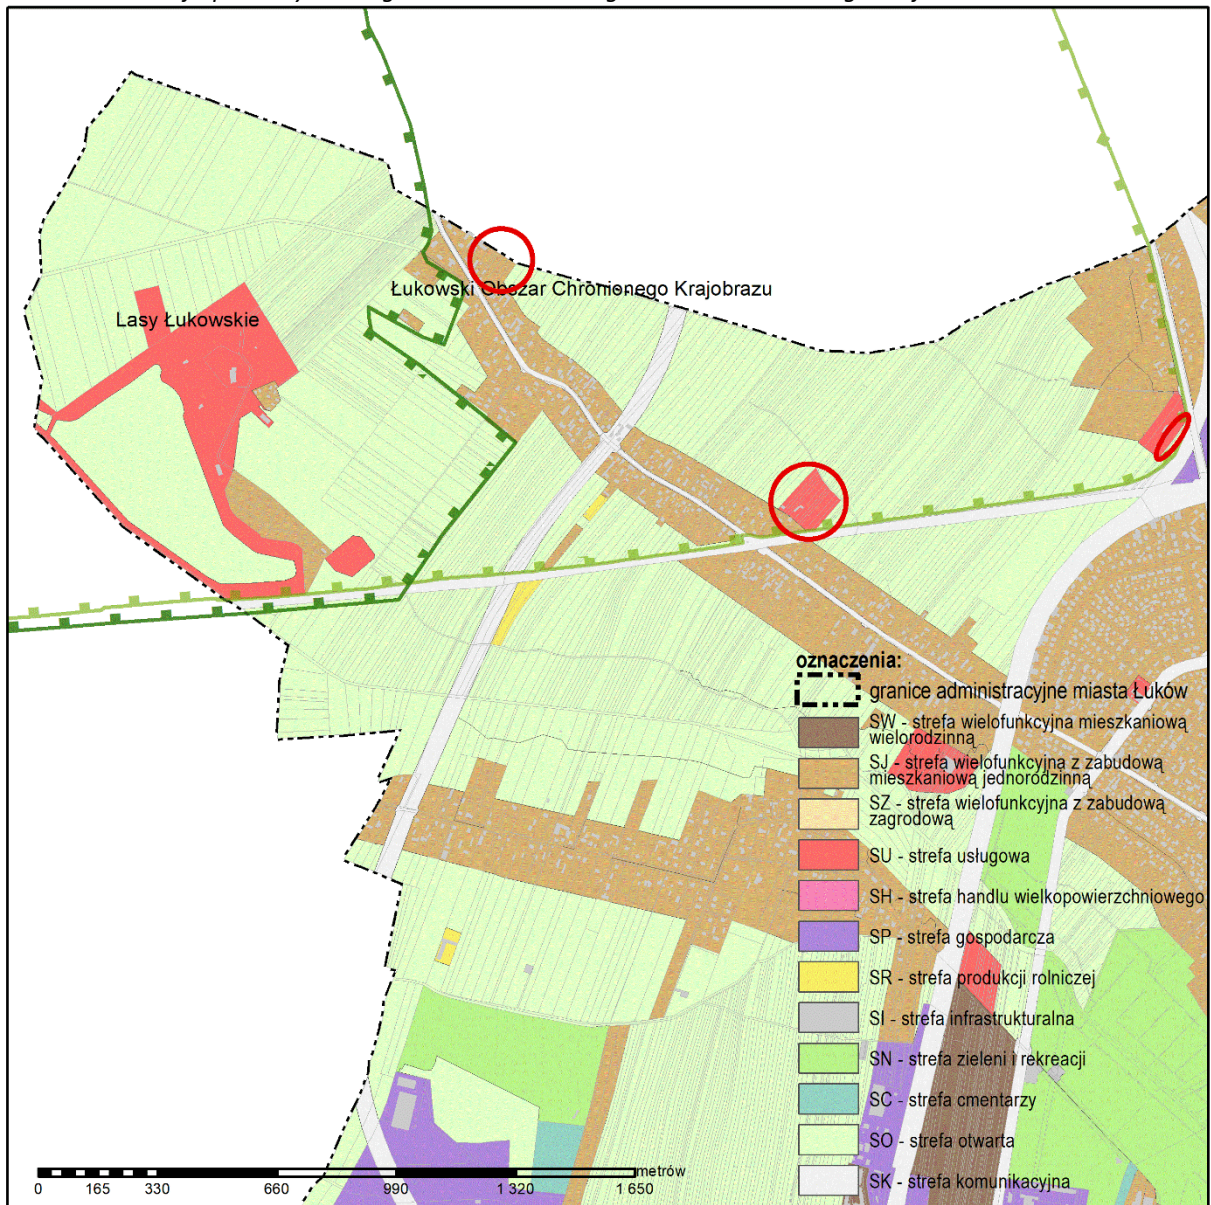 Łukowski Obszar Chronionego Krajobrazu
Lasy Łukowskie
oznaczenia:
granice administracyjne miasta Łuków
SW - strefa wielofunkcyjna mieszkaniową
wielorodzinną
SJ - strefa wielofunkcyjna z zabudową
mieszkaniową jednorodzinną
SZ - strefa wielofunkcyjna z zabudową
zagrodową
SU - strefa usługowa
SH - strefa handlu wielkopowierzchniowego
SP - strefa gospodarcza
SR - strefa produkcji rolniczej
SI - strefa infrastrukturalna
SN - strefa zieleni i rekreacji
SC - strefa cmentarzy
SO - strefa otwarta
SK - strefa komunikacyjna
metrów
0 165 330 660 990 1 320 1 650